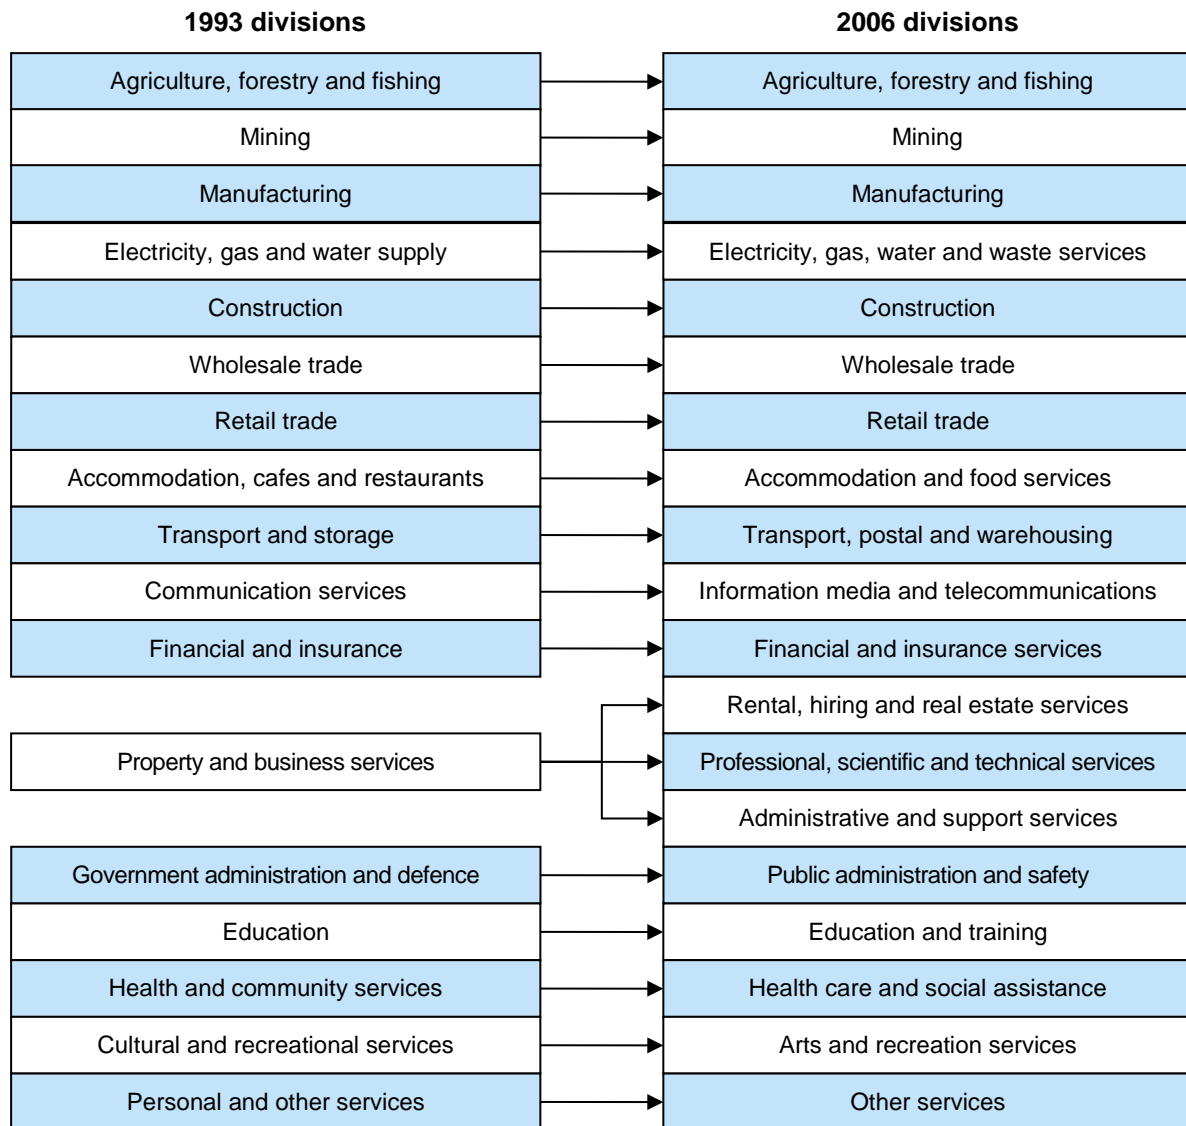 1993 divisions
2006 divisions
Agriculture, forestry and fishing
Agriculture, forestry and fishing
Mining
Mining
Manufacturing
Manufacturing
Electricity, gas and water supply
Electricity, gas, water and waste services
Construction
Construction
Wholesale trade
Wholesale trade
Retail trade
Retail trade
Accommodation, cafes and restaurants
Accommodation and food services
Transport and storage
Transport, postal and warehousing
Communication services
Information media and telecommunications
Financial and insurance
Financial and insurance services
Rental, hiring and real estate services
Property and business services
Professional, scientific and technical services
Administrative and support services
Government administration and defence
Public administration and safety
Education
Education and training
Health and community services
Health care and social assistance
Cultural and recreational services
Arts and recreation services
Personal and other services
Other services